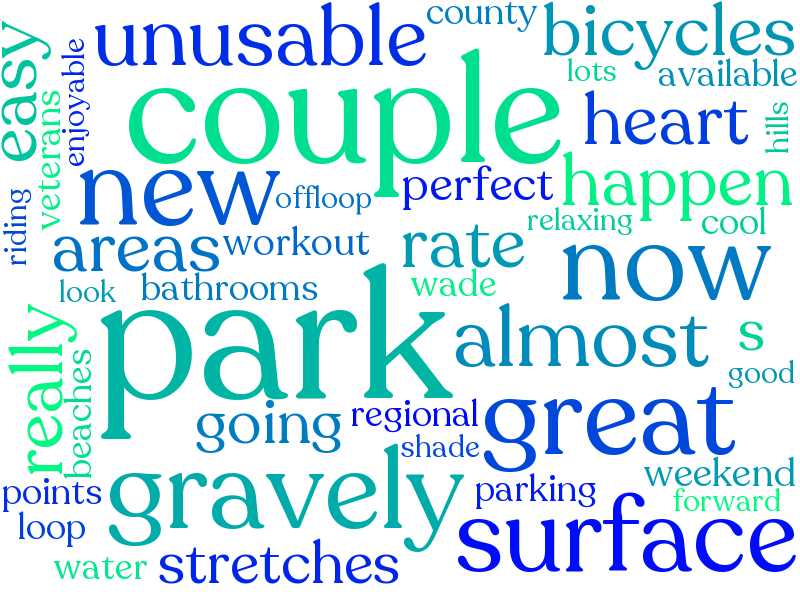 county
unusable
bicycles
easy
enjoyable
lots
available
couple
heart
hills
veterans
new
offloop
perfect
happen
riding
relaxing
cool
areas
workout
rate
now
look
bathrooms
wade
park
almost
s
really
beaches
good
going
regional
great
shade
gravely
weekend
points
parking
forward
loop
surface
water
stretches